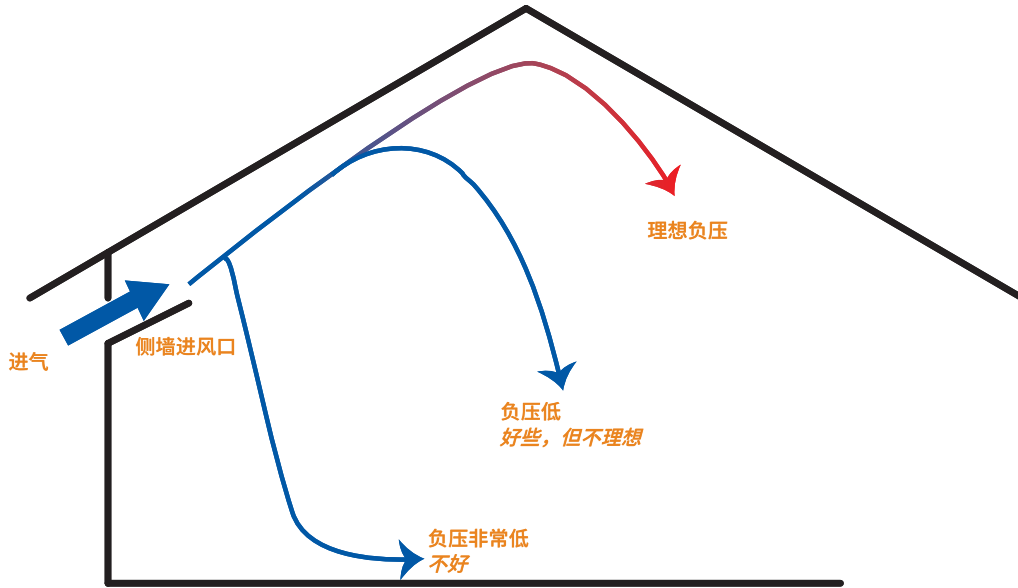 理想负压
侧墙进风口
进气
负压低
好些，但不理想
负压非常低
不好